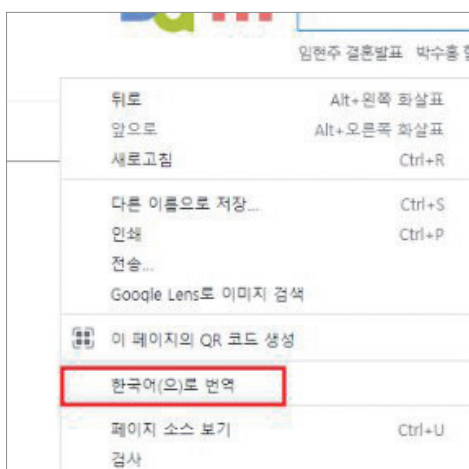 임현주 결혼발표 박수홍
뒤로 Alt+왼쪽 화살표
앞으로 Alt+오른쪽 화살표
새로고침 Ctrl+R
다른 이름으로 저장... Ctrl+S
인쇄 Ctrl+P
전송...
Google Lens로 이미지 검색
이 페이지의 QR 코드 생성
한국어(으)로 번역
페이지 소스 보기 Ctrl+U
검사